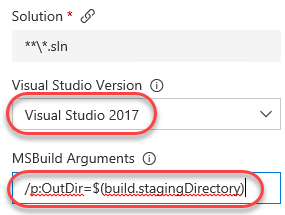 Solution *
**\*.sln
Visual Studio Version
Visual Studio 2017
MSBuild Arguments
/p:OutDir=$(build.stagingDirectory)